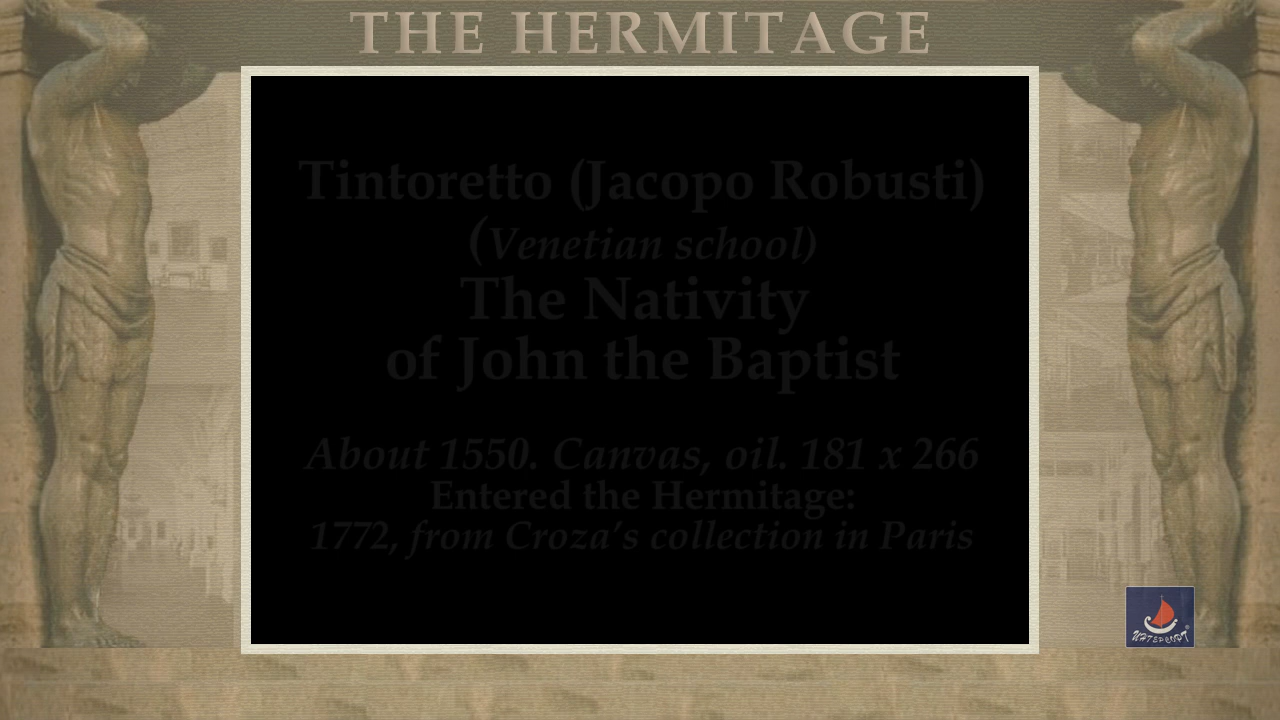 THE HERMITAGE
Tintoretto (Jacopo Robusti)
(Venetian school)
The Nativity
of John the Baptist
About 1550. Canvas, oil. 181 x 266
Entered the Hermitage:
1772, from Croza’s collection in Paris